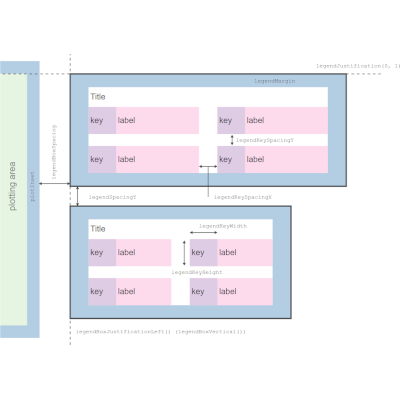 legendJustification(0, 1)
legendMargin
Title
key label key label
legendKeySpacingY
key label key label
legendBoxSpacing
plotting area
plotInset
legendSpacingY
legendKeySpacingX
Title
legendKeyWidth
key label key label
legendKeyHeight
key label key label
legendBoxJustificationLeft() (legendBoxVertical())